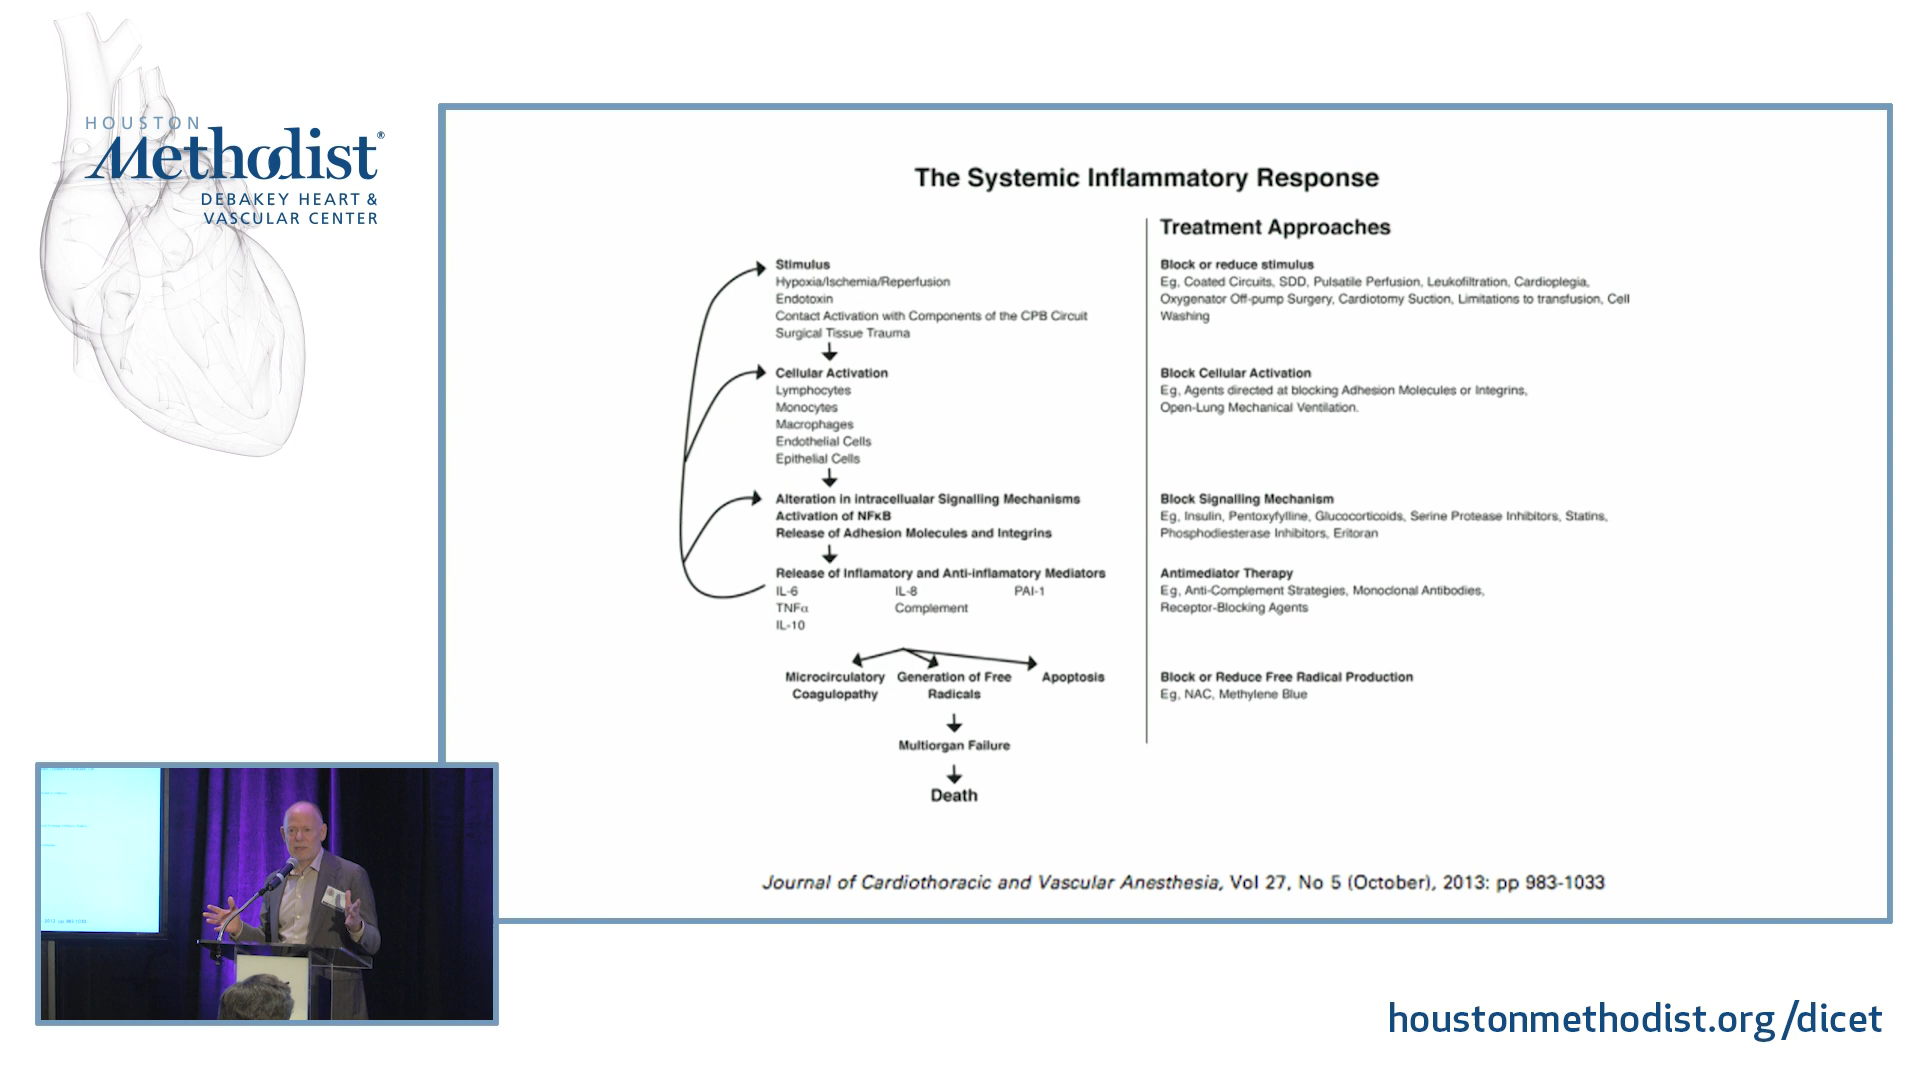 HOUSTON
Methodist®
DEBAKEY HEART &
VASCULAR CENTER
The Systemic Inflammatory Response
Treatment Approaches
Stimulus
Hypoxia/Ischemia/Reperfusion
Endotoxin
Contact Activation with Components of the CPB Circuit
Surgical Tissue Trauma
Block or reduce stimulus
Eg, Coated Circuits, SDD, Pulsatile Perfusion, Leukofiltration, Cardioplegia,
Oxygenator Off-pump Surgery, Cardiotomy Suction, Limitations to transfusion, Cell
Washing
Cellular Activation
Lymphocytes
Monocytes
Macrophages
Endothelial Cells
Epithelial Cells
Block Cellular Activation
Eg, Agents directed at blocking Adhesion Molecules or Integrins,
Open-Lung Mechanical Ventilation.
Alteration in intracellualar Signalling Mechanisms
Activation of NFκB
Release of Adhesion Molecules and Integrins
Block Signalling Mechanism
Eg, Insulin, Pentoxyfylline, Glucocorticoids, Serine Protease Inhibitors, Statins,
Phosphodiesterase Inhibitors, Eritoran
Release of Inflamatory and Anti-inflamatory Mediators
IL-6 IL-8 PAI-1
TNFα Complement
IL-10
Antimediator Therapy
Eg, Anti-Complement Strategies, Monoclonal Antibodies,
Receptor-Blocking Agents
Microcirculatory Coagulopathy
Generation of Free Radicals
Apoptosis
Block or Reduce Free Radical Production
Eg, NAC, Methylene Blue
Multiorgan Failure
Death
Journal of Cardiothoracic and Vascular Anesthesia, Vol 27, No 5 (October), 2013: pp 983-1033
houstonmethodist.org/dicet